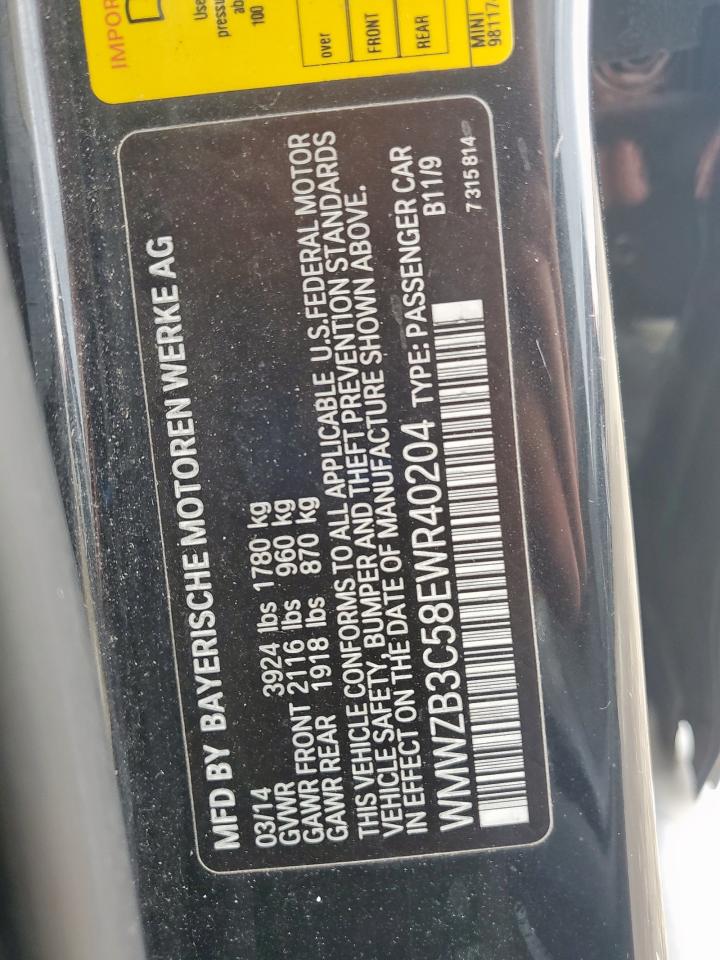 MFD BY BAYERISCHE MOTOREN WERKE AG
03/14
GVWR 3924 lbs 1780 kg
GAWR FRONT 2116 lbs 960 kg
GAWR REAR 1918 lbs 870 kg
THIS VEHICLE CONFORMS TO ALL APPLICABLE U.S. FEDERAL MOTOR
VEHICLE SAFETY, BUMPER AND THEFT PREVENTION STANDARDS
IN EFFECT ON THE DATE OF MANUFACTURE SHOWN ABOVE.
WMWZB3C58EWR40204 TYPE: PASSENGER CAR
B11/9
7 315 814
Use
100
over
FRONT
REAR
MINI